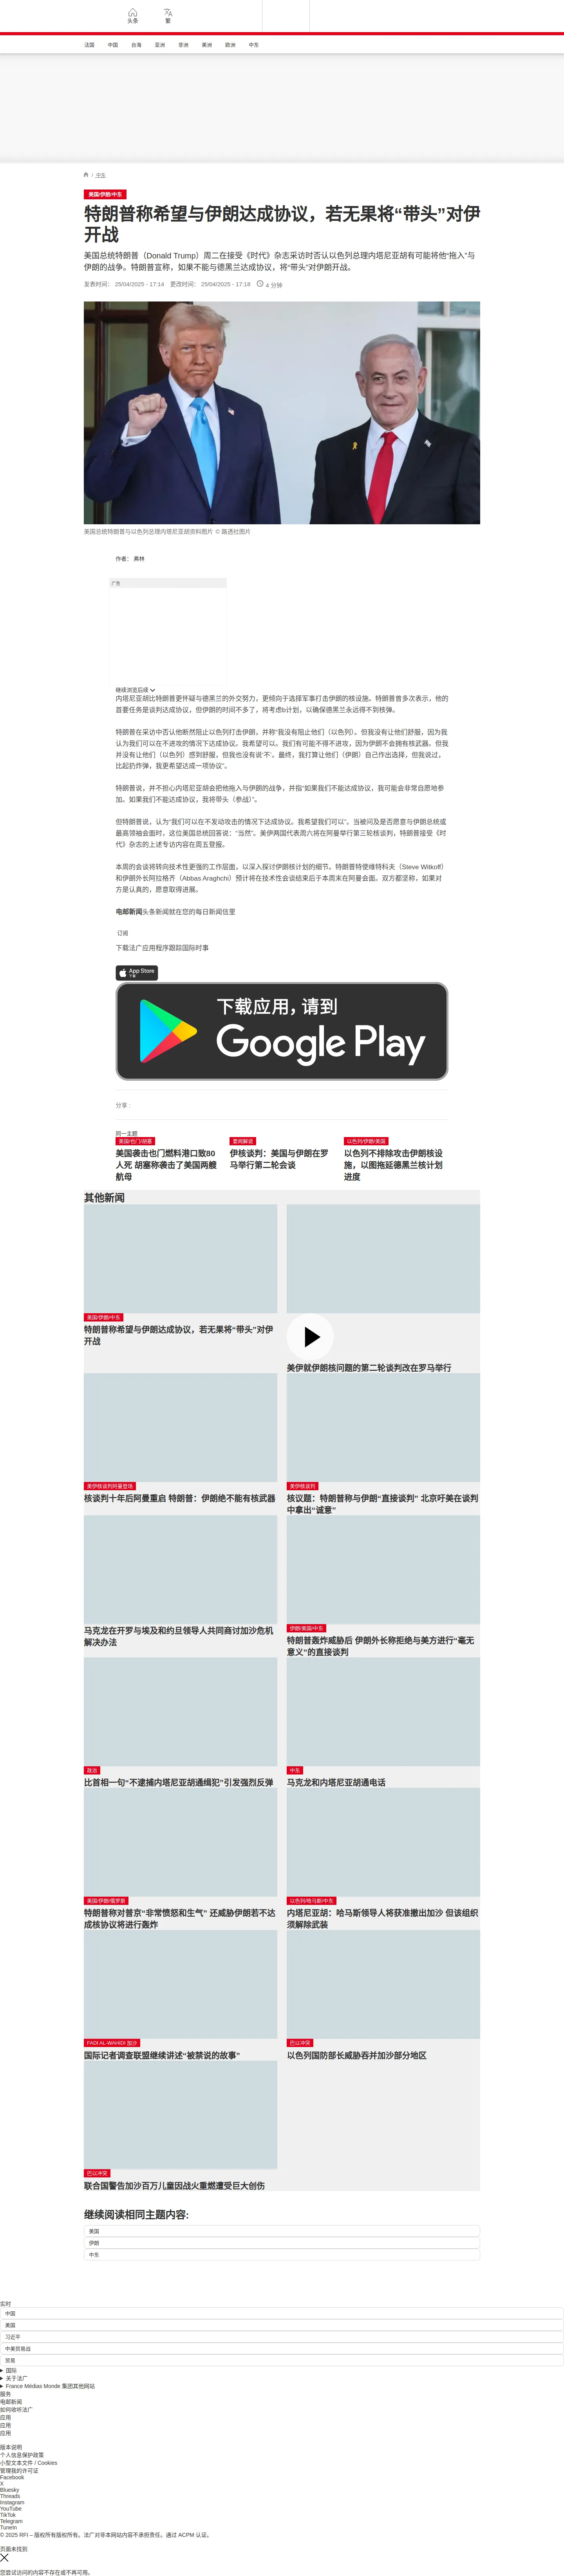 头条
繁
法国
中国
台海
亚洲
非洲
美洲
欧洲
中东
/ 中东
美国/伊朗/中东
特朗普称希望与伊朗达成协议，若无果将“带头”对伊
开战
美国总统特朗普（Donald Trump）周二在接受《时代》杂志采访时否认以色列总理内塔尼亚胡有可能将他“拖入”与
伊朗的战争。特朗普宣称，如果不能与德黑兰达成协议，将“带头”对伊朗开战。
发表时间： 25/04/2025 - 17:14 更改时间： 25/04/2025 - 17:18 4 分钟
美国总统特朗普与以色列总理内塔尼亚胡资料图片 © 路透社图片
作者： 弗林
广告
继续浏览后续
内塔尼亚胡比特朗普更怀疑与德黑兰的外交努力，更倾向于选择军事打击伊朗的核设施。特朗普曾多次表示，他的
首要任务是谈判达成协议，但伊朗的时间不多了，将考虑b计划，以确保德黑兰永远得不到核弹。
特朗普在采访中否认他断然阻止以色列打击伊朗，并称“我没有阻止他们（以色列）。但我没有让他们舒服，因为我
认为我们可以在不进攻的情况下达成协议。我希望可以。我们有可能不得不进攻，因为伊朗不会拥有核武器。但我
并没有让他们（以色列）感到舒服，但我也没有说‘不’。最终，我打算让他们（伊朗）自己作出选择，但我说过，
比起扔炸弹，我更希望达成一项协议”。
特朗普说，并不担心内塔尼亚胡会把他拖入与伊朗的战争，并指“如果我们不能达成协议，我可能会非常自愿地参
加。如果我们不能达成协议，我将带头（参战）”。
但特朗普说，认为“我们可以在不发动攻击的情况下达成协议。我希望我们可以”。当被问及是否愿意与伊朗总统或
最高领袖会面时，这位美国总统回答说：“当然”。美伊两国代表周六将在阿曼举行第三轮核谈判，特朗普接受《时
代》杂志的上述专访内容在周五登报。
本周的会谈将转向技术性更强的工作层面，以深入探讨伊朗核计划的细节。特朗普特使维特科夫（Steve Witkoff）
和伊朗外长阿拉格齐（Abbas Araghchi）预计将在技术性会谈结束后于本周末在阿曼会面。双方都坚称，如果对
方是认真的，愿意取得进展。
电邮新闻头条新闻就在您的每日新闻信里
订阅
下载法广应用程序跟踪国际时事
App Store
下载
下载应用，请到
Google Play
分享 :
同一主题
美国/也门/胡塞
美国袭击也门燃料港口致80
人死 胡塞称袭击了美国两艘
航母
要闻解说
伊核谈判：美国与伊朗在罗
马举行第二轮会谈
以色列/伊朗/美国
以色列不排除攻击伊朗核设
施，以图拖延德黑兰核计划
进度
其他新闻
美国/伊朗/中东
特朗普称希望与伊朗达成协议，若无果将“带头”对伊
开战
美伊就伊朗核问题的第二轮谈判改在罗马举行
美伊核谈判阿曼登场
核谈判十年后阿曼重启 特朗普：伊朗绝不能有核武器
美伊核谈判
核议题：特朗普称与伊朗“直接谈判” 北京吁美在谈判
中拿出“诚意”
马克龙在开罗与埃及和约旦领导人共同商讨加沙危机
解决办法
伊朗/美国/中东
特朗普轰炸威胁后 伊朗外长称拒绝与美方进行“毫无
意义”的直接谈判
政治
比首相一句“不逮捕内塔尼亚胡通缉犯”引发强烈反弹
中东
马克龙和内塔尼亚胡通电话
美国/伊朗/俄罗斯
特朗普称对普京“非常愤怒和生气” 还威胁伊朗若不达
成核协议将进行轰炸
以色列/哈马斯/中东
内塔尼亚胡：哈马斯领导人将获准撤出加沙 但该组织
须解除武装
FADI AL-WAHIDI 加沙
国际记者调查联盟继续讲述“被禁说的故事”
巴以冲突
以色列国防部长威胁吞并加沙部分地区
巴以冲突
联合国警告加沙百万儿童因战火重燃遭受巨大创伤
继续阅读相同主题内容:
美国
伊朗
中东
实时
中国
美国
习近平
中美贸易战
贸易
国际
关于法广
France Médias Monde 集团其他网站
服务
电邮新闻
如何收听法广
应用
应用
应用
版本说明
个人信息保护政策
小型文本文件 / Cookies
管理我的许可证
Facebook
X
Bluesky
Threads
Instagram
YouTube
TikTok
Telegram
TuneIn
© 2025 RFI – 版权所有版权所有。法广对非本网站内容不承担责任。通过 ACPM 认证。
页面未找到
您尝试访问的内容不存在或不再可用。